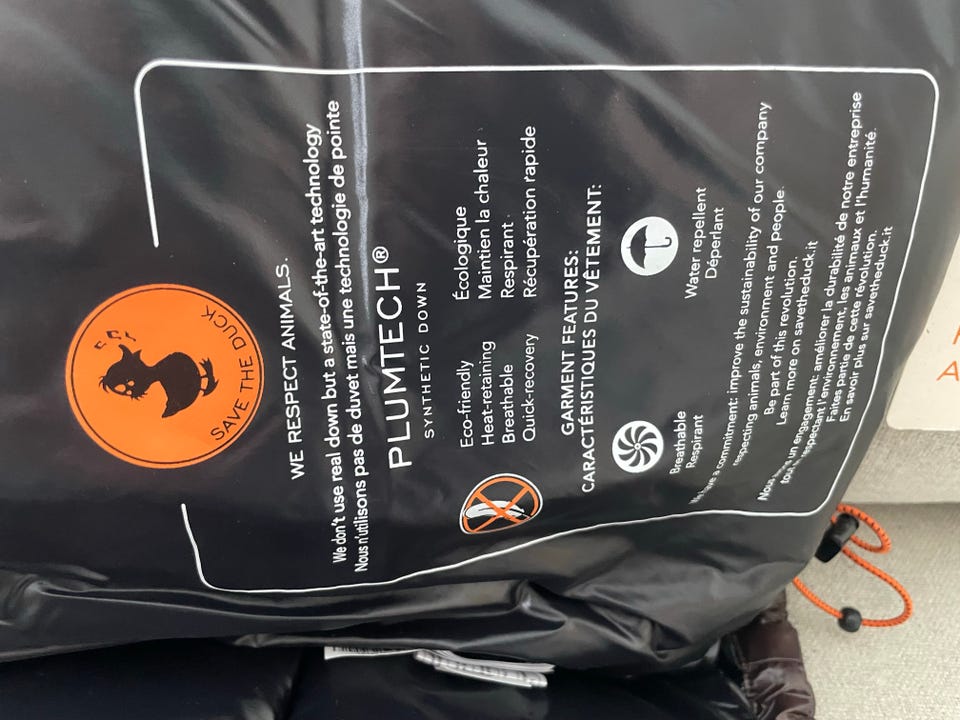 SAVE THE DUCK
WE RESPECT ANIMALS.
We don't use real down but a state-of-the-art technology
Nous n'utilisons pas de duvet mais une technologie de pointe
PLUMTECH®
SYNTHETIC DOWN
Eco-friendly
Heat-retaining
Breathable
Quick-recovery
Écologique
Maintien la chaleur
Respirant
Récupération rapide
GARMENT FEATURES:
CARACTÉRISTIQUES DU VÊTEMENT:
Breathable
Respirant
Water repellent
Déperlant
We have a commitment: improve the sustainability of our company
respecting animals, environment and people.
Be part of this revolution.
Learn more on savetheduck.it
Nous un engagement: améliorer la durabilité de notre entreprise
respectant l'environnement, les animaux et l'humanité.
Faites partie de cette révolution.
En savoir plus sur savetheduck.it
A